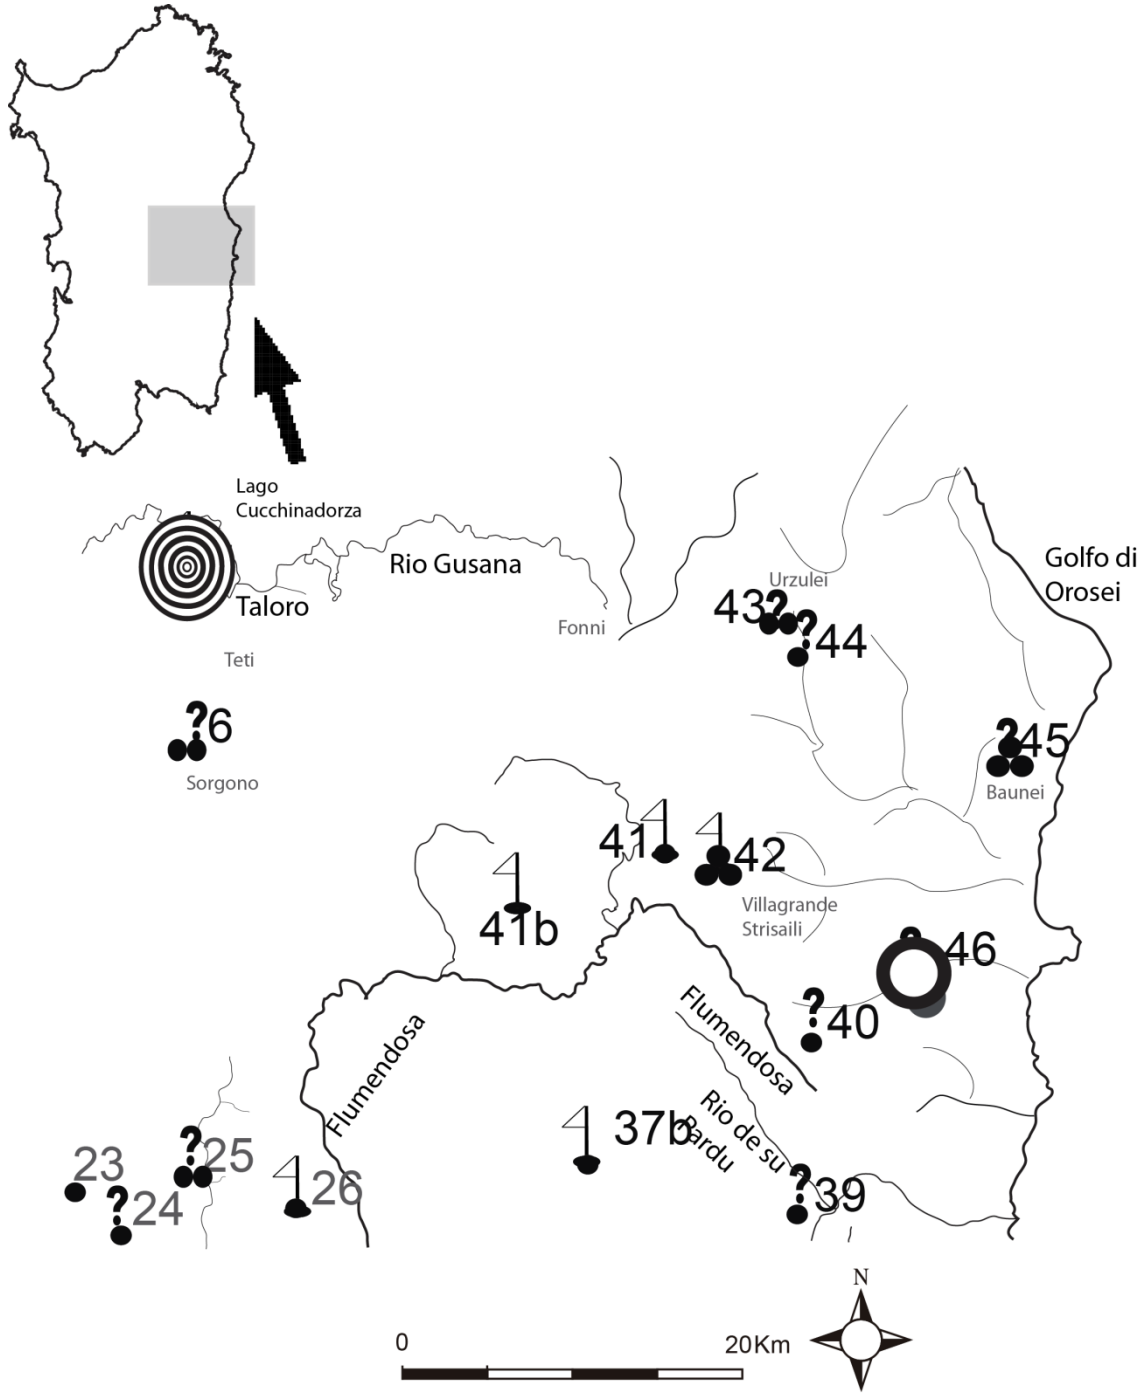 Lago
Cucchinadorza
Rio Gusana
Golfo di
Orosei
Taloro
Urzulei
Fonni
43 ?
? 44
Teti
? 6
? 45
Sorgono
Baunei
41
42
41b
Villagrande
Strisaili
46
? 40
Flumendosa
Flumendosa
Rio de su
Pardu
37b
23
? 25
? 24
26
? 39
N
0
20Km